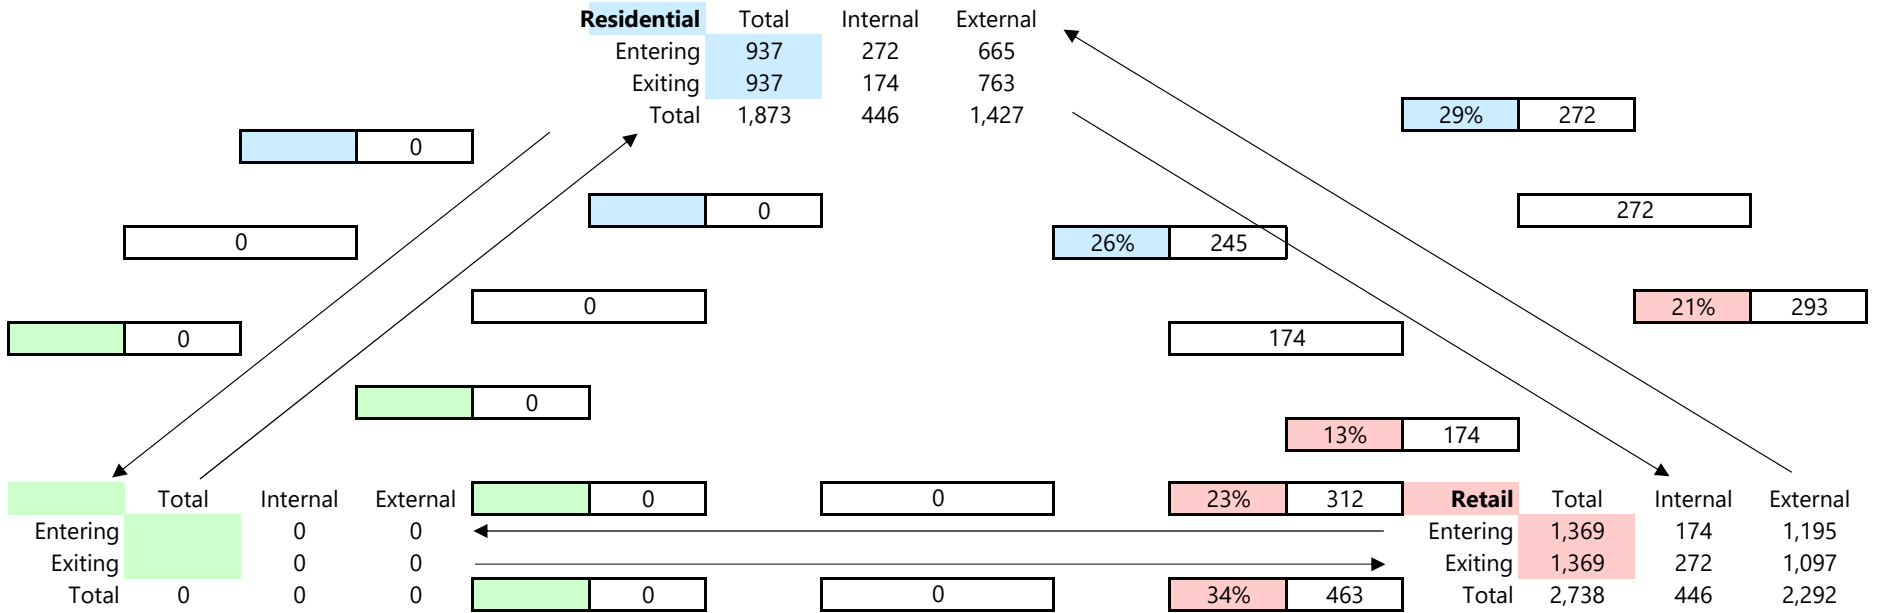 Residential Total Internal External
Entering 937 272 665
Exiting 937 174 763
Total 1,873 446 1,427
29% 272
0
0
272
0
26% 245
0
21% 293
0
174
0
13% 174
Total Internal External
0
0
23% 312
Retail Total Internal External
Entering 0 0
Entering 1,369 174 1,195
Exiting 0 0
Exiting 1,369 272 1,097
Total 0 0 0
0
0
34% 463
Total 2,738 446 2,292